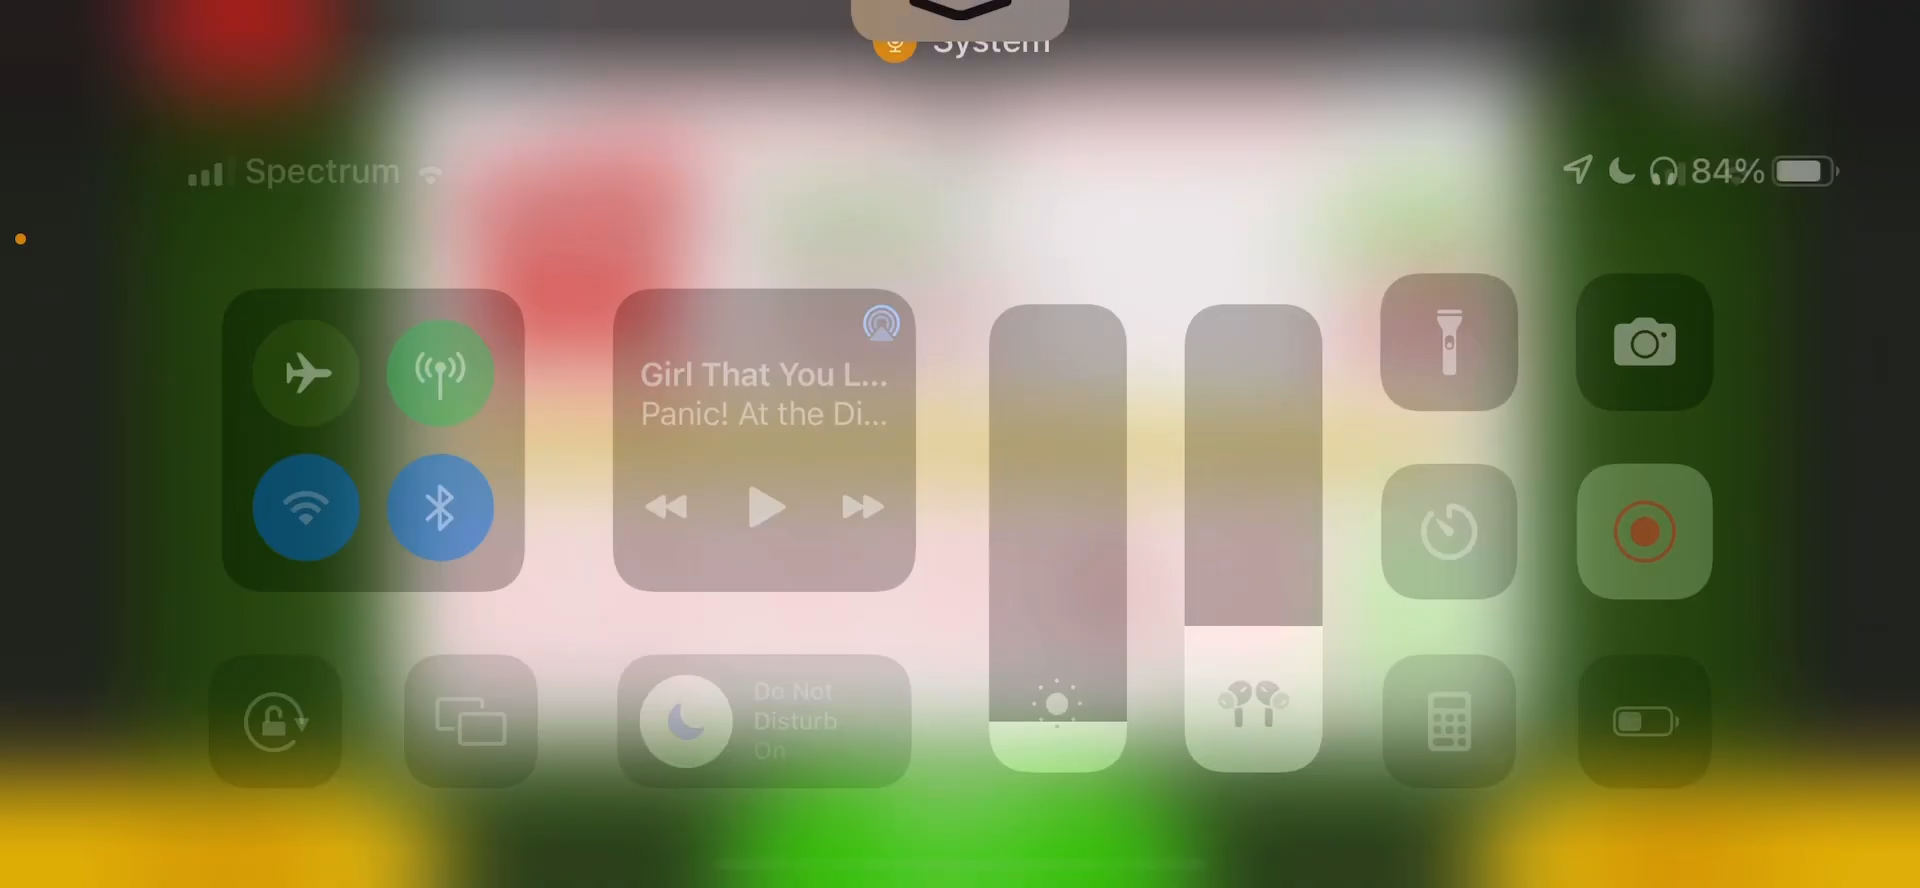 System
Spectrum
84%
Girl That You L...
Panic! At the Di...
Do Not
Disturb
On